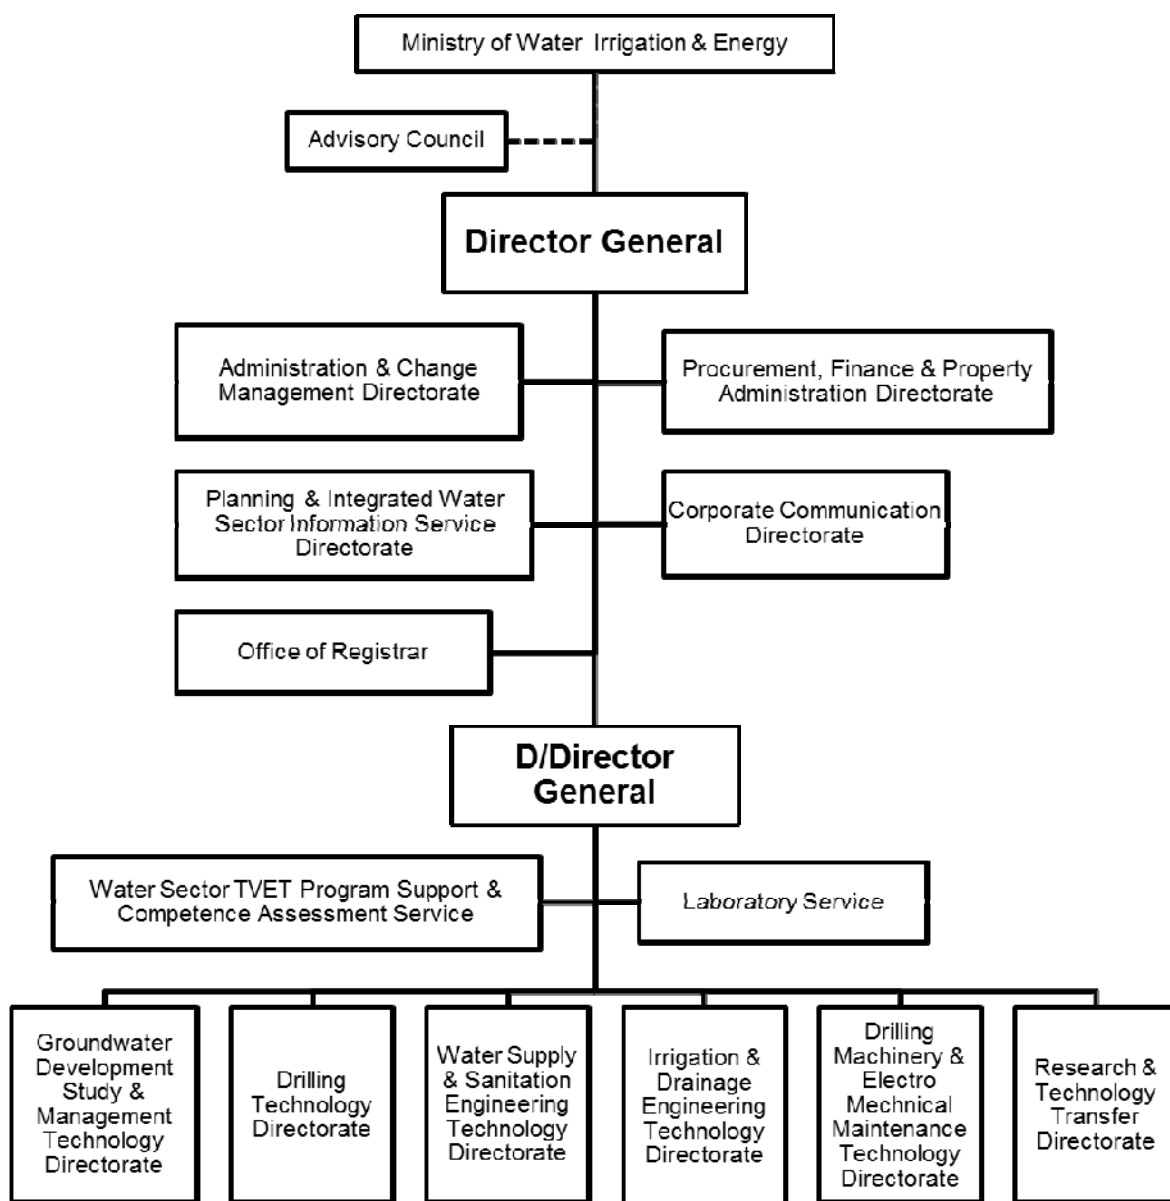 Ministry of Water Irrigation & Energy
Advisory Council
Director General
Administration & Change
Management Directorate
Procurement, Finance & Property
Administration Directorate
Planning & Integrated Water
Sector Information Service
Directorate
Corporate Communication
Directorate
Office of Registrar
D/Director
General
Water Sector TVET Program Support &
Competence Assessment Service
Laboratory Service
Groundwater
Development
Study &
Management
Technology
Directorate
Drilling
Technology
Directorate
Water Supply
& Sanitation
Engineering
Technology
Directorate
Irrigation &
Drainage
Engineering
Technology
Directorate
Drilling
Machinery &
Electro
Mechnical
Maintenance
Technology
Directorate
Research &
Technology
Transfer
Directorate